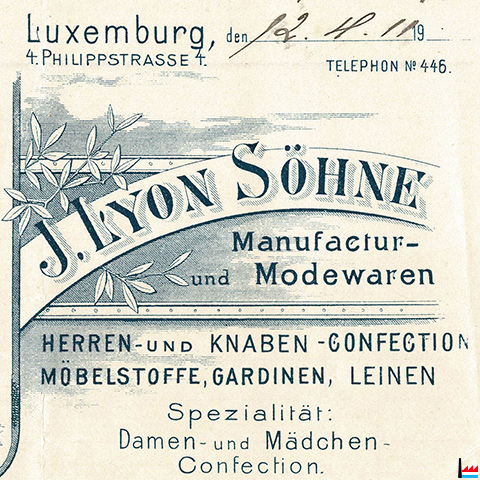 Luxemburg, den 12. 4. 11 19
4. PHILIPPSTRASSE 4.
TELEPHON Nº 446.
J. LYON SÖHNE
Manufactur-
und Modewaren
HERREN- UND KNABEN-CONFECTION
MÖBELSTOFFE, GARDINEN, LEINEN
Spezialität:
Damen- und Mädchen-
Confection.